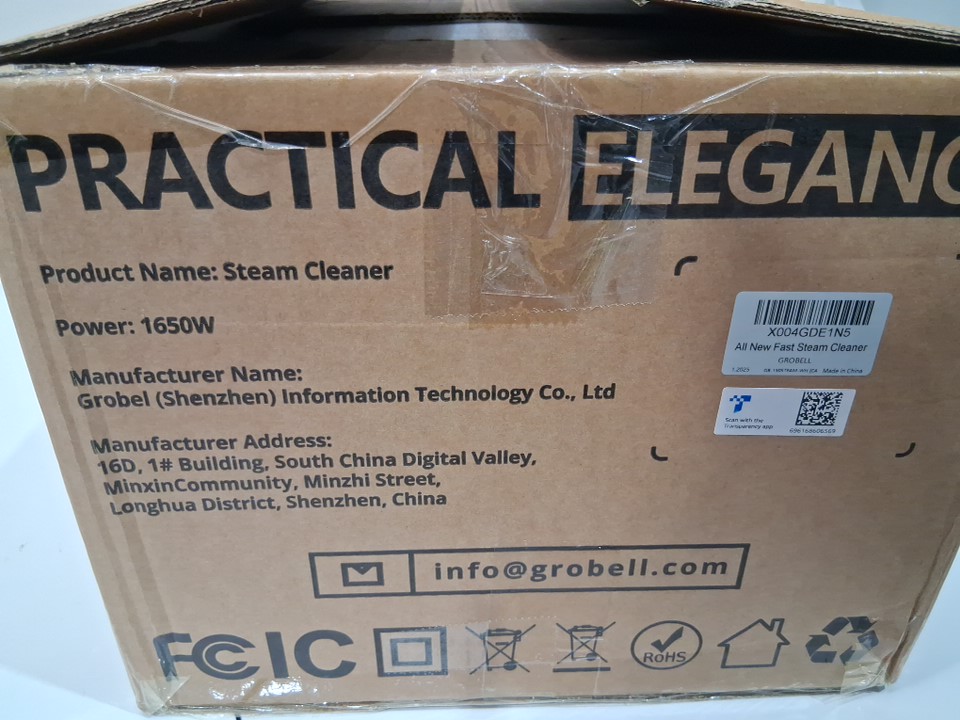 PRACTICAL ELEGANC
Product Name: Steam Cleaner
Power: 1650W
Manufacturer Name:
Grobel (Shenzhen) Information Technology Co., Ltd
Manufacturer Address:
16D, 1# Building, South China Digital Valley,
MinxinCommunity, Minzhi Street,
Longhua District, Shenzhen, China
X004GDE1N5
All New Fast Steam Cleaner
GROBELL
Made in China
Scan with the
Transparency app
info@grobell.com
FC IC
RoHS